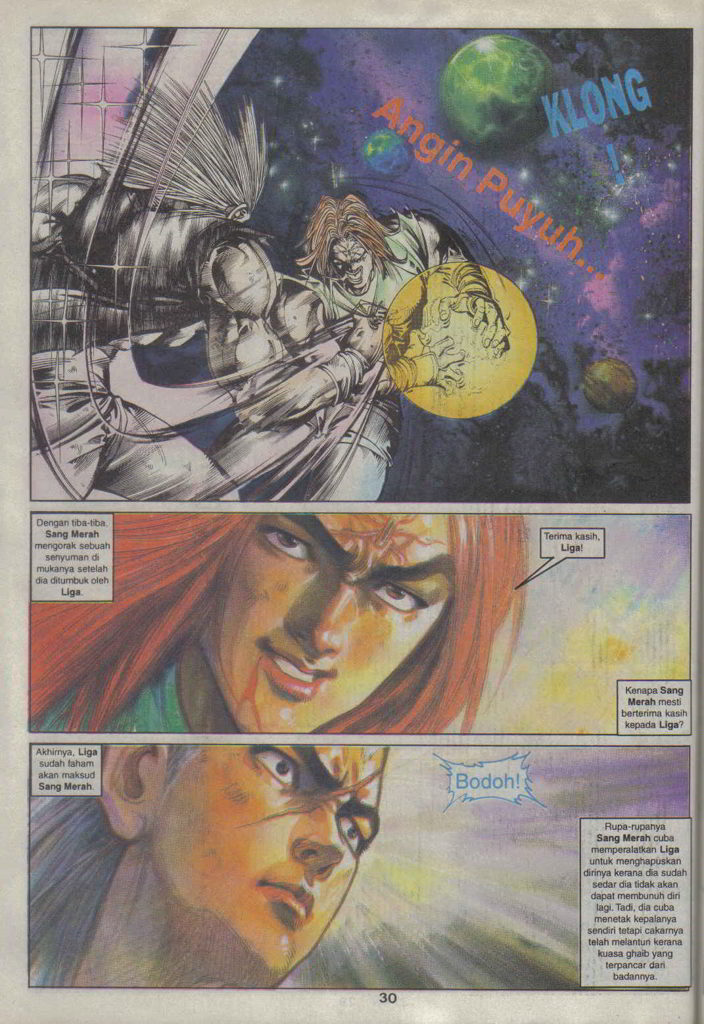 KLONG
!
Angin Puyuh...
Dengan tiba-tiba.
Sang Merah
mengorak sebuah
senyuman di
mukanya setelah
dia ditumbuk oleh
Liga.
Terima kasih,
Liga!
Kenapa Sang
Merah mesti
berterima kasih
kepada Liga?
Akhirnya, Liga
sudah faham
akan maksud
Sang Merah.
Bodoh!
Rupa-rupanya
Sang Merah cuba
memperalatkan Liga
untuk menghapuskan
dirinya kerana dia sudah
sedar dia tidak akan
dapat membunuh diri
lagi. Tadi, dia cuba
menetak kepalanya
sendiri tetapi cakarnya
telah melantun kerana
kuasa ghaib yang
terpancar dari
badannya.
30